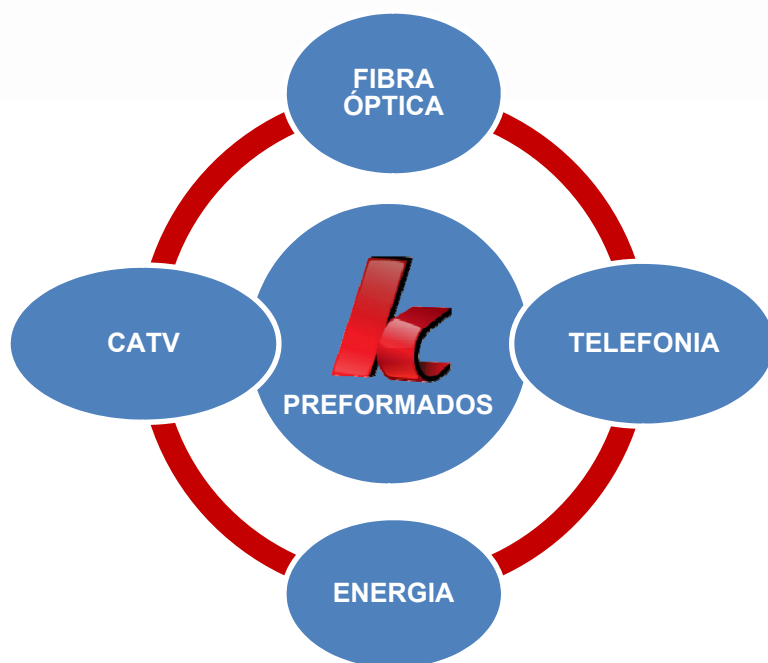 FIBRA
ÓPTICA
CATV
TELEFONIA
PREFORMADOS
ENERGIA